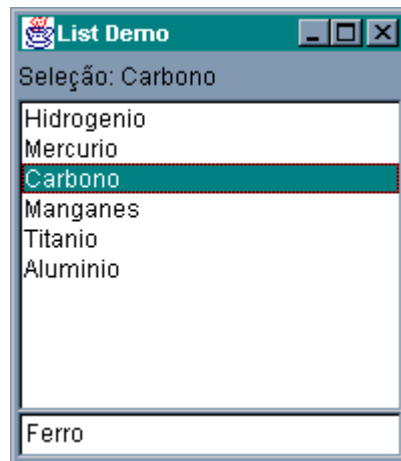 List Demo
Seleção: Carbono
Hidrogenio
Mercurio
Carbono
Manganes
Titanio
Aluminio
Ferro